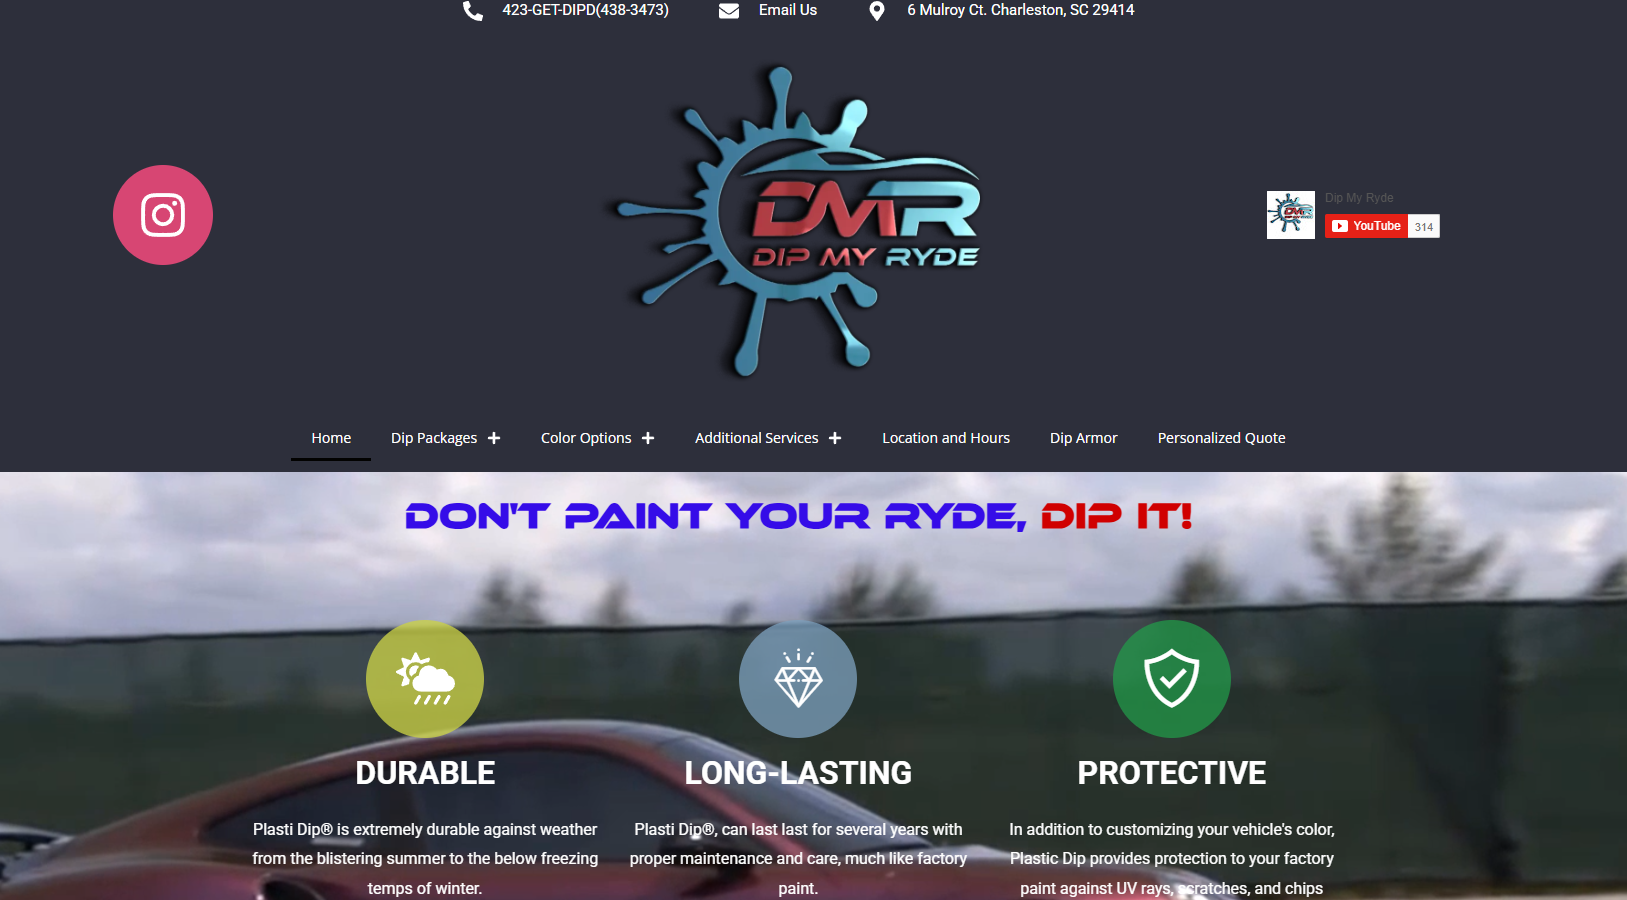 423-GET-DIPD(438-3473)
Email Us
6 Mulroy Ct. Charleston, SC 29414
DMR
DIP MY RYDE
Dip My Ryde
YouTube
314
Home
Dip Packages
Color Options
Additional Services
Location and Hours
Dip Armor
Personalized Quote
DON'T PAINT YOUR RYDE, DIP IT!
DURABLE
Plasti Dip® is extremely durable against weather
from the blistering summer to the below freezing
temps of winter.
LONG-LASTING
Plasti Dip®, can last last for several years with
proper maintenance and care, much like factory
paint.
PROTECTIVE
In addition to customizing your vehicle's color,
Plastic Dip provides protection to your factory
paint against UV rays, scratches, and chips